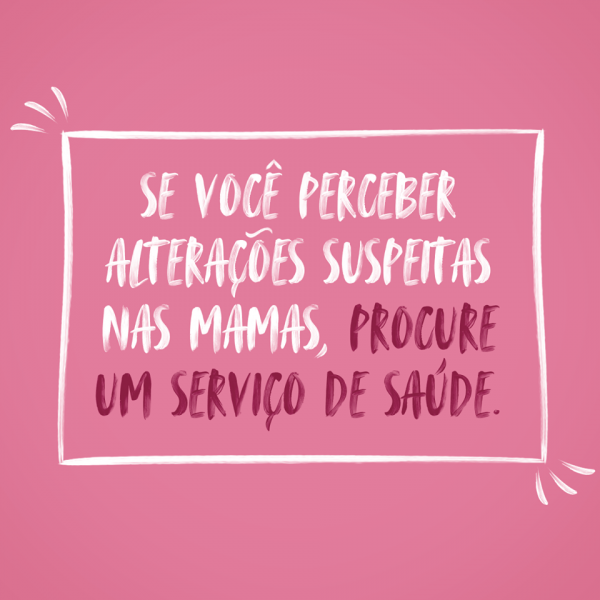 SE VOCÊ PERCEBER
ALTERAÇÕES SUSPEITAS
NAS MAMAS, PROCURE
UM SERVIÇO DE SAÚDE.